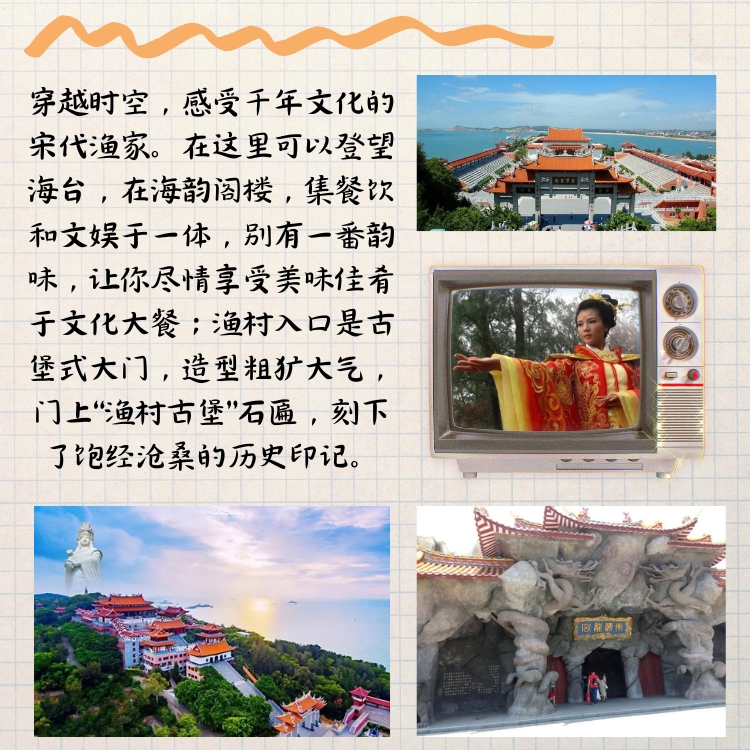 穿越时空，感受千年文化的
宋代渔家。在这里可以登望
海台，在海韵阁楼，集餐饮
和文娱于一体，别有一番韵
味，让你尽情享受美味佳肴
于文化大餐；渔村入口是古
堡式大门，造型粗犷大气，
门上“渔村古堡”石匾，刻下
了饱经沧桑的历史印记。